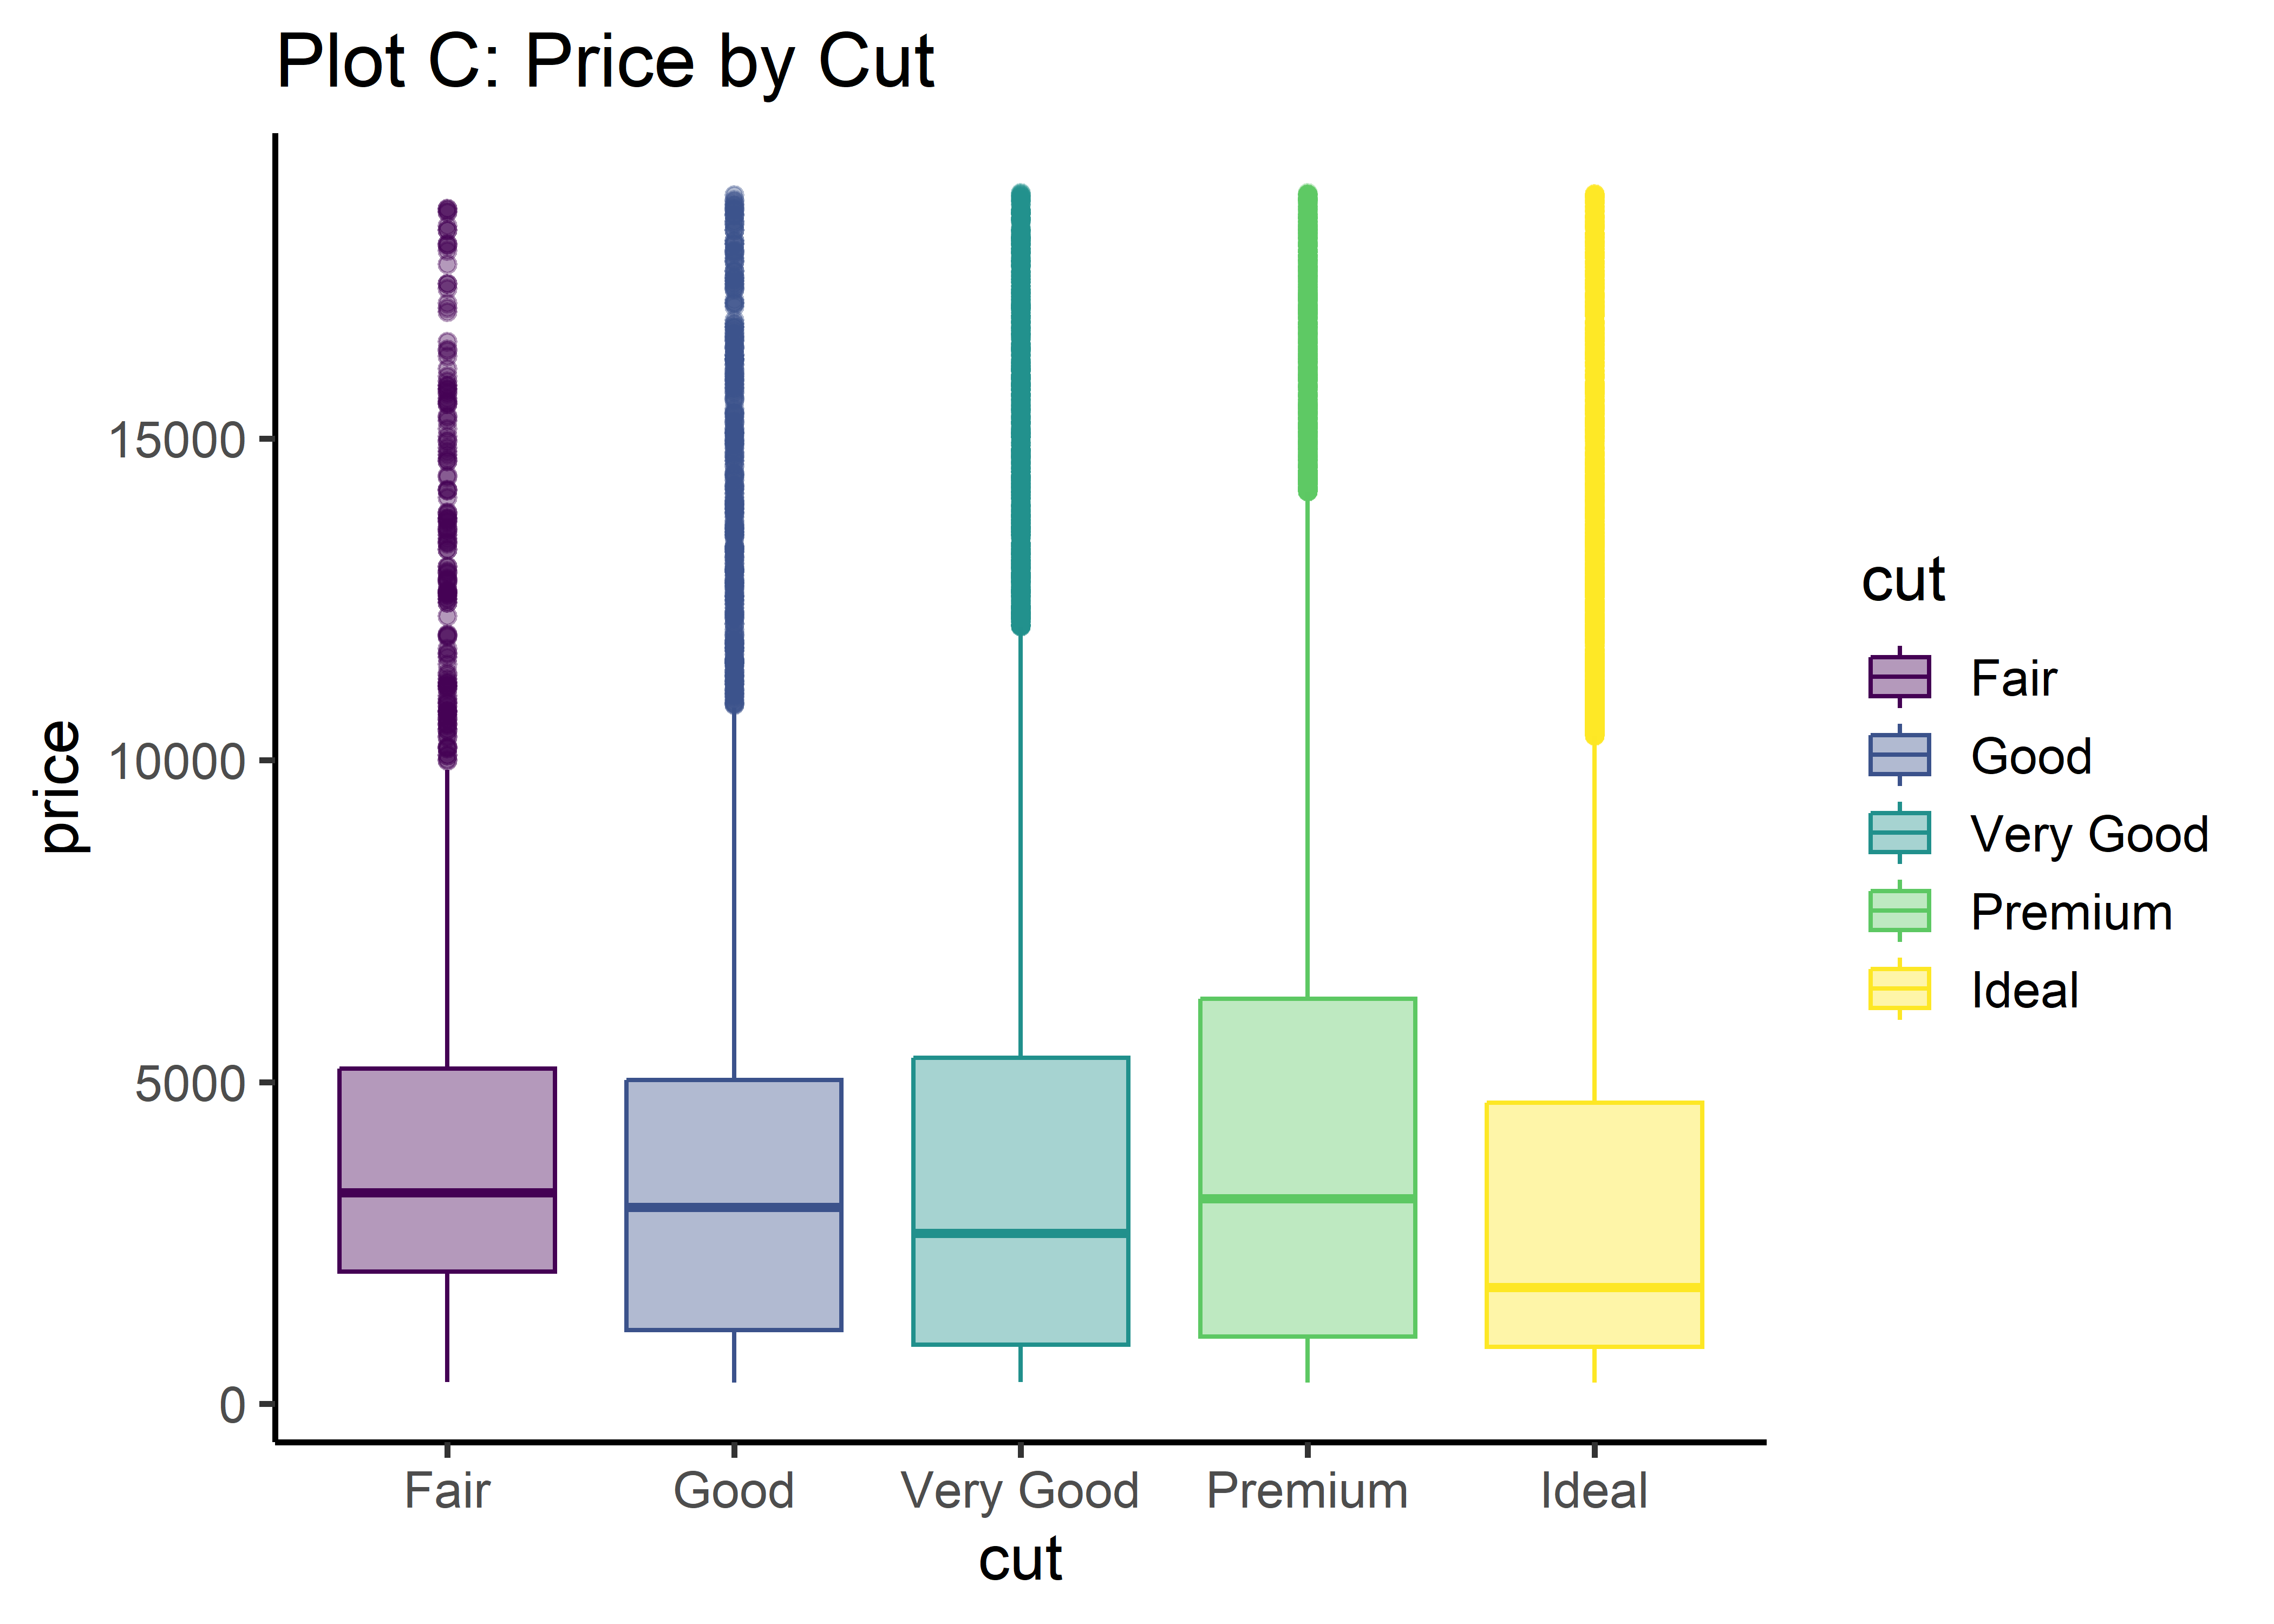 Plot C: Price by Cut
price
15000
10000
5000
0
Fair
Good
Very Good
Premium
Ideal
cut
cut
Fair
Good
Very Good
Premium
Ideal